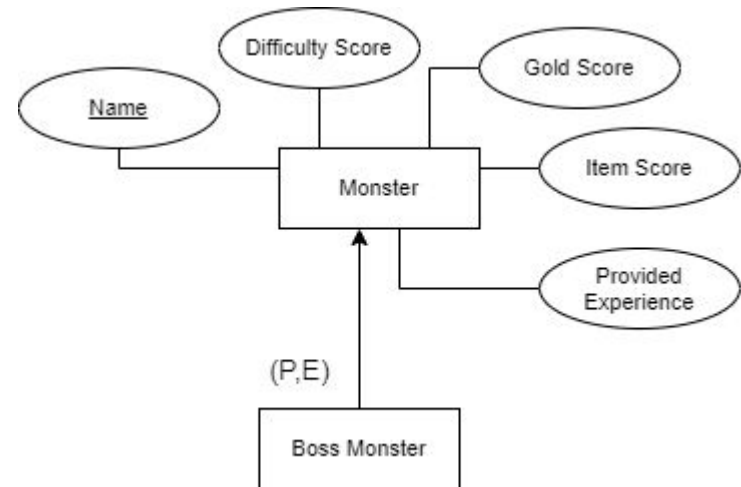 Difficulty Score
Gold Score
Name
Item Score
Monster
Provided
Experience
(P,E)
Boss Monster